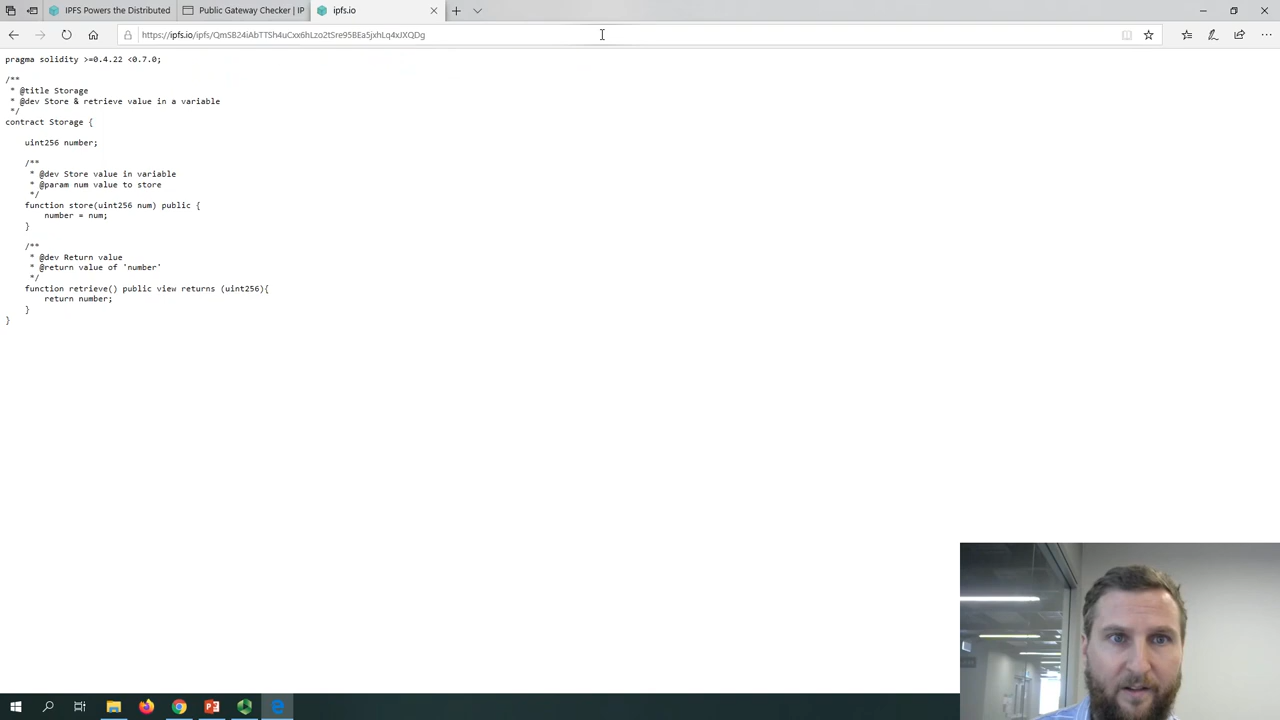 IPFS Powers the Distributed
Public Gateway Checker | IP
ipfs.io
https://ipfs.io/ipfs/QmSB24iAbTTSh4uCxx6hLzo2tSre95BEa5jxhLq4xJXQDg
pragma solidity >=0.4.22 <0.7.0;
/**
 * @title Storage
 * @dev Store & retrieve value in a variable
 */
contract Storage {
    uint256 number;
    /**
     * @dev Store value in variable
     * @param num value to store
     */
    function store(uint256 num) public {
        number = num;
    }
    /**
     * @dev Return value
     * @return value of 'number'
     */
    function retrieve() public view returns (uint256){
        return number;
    }
}